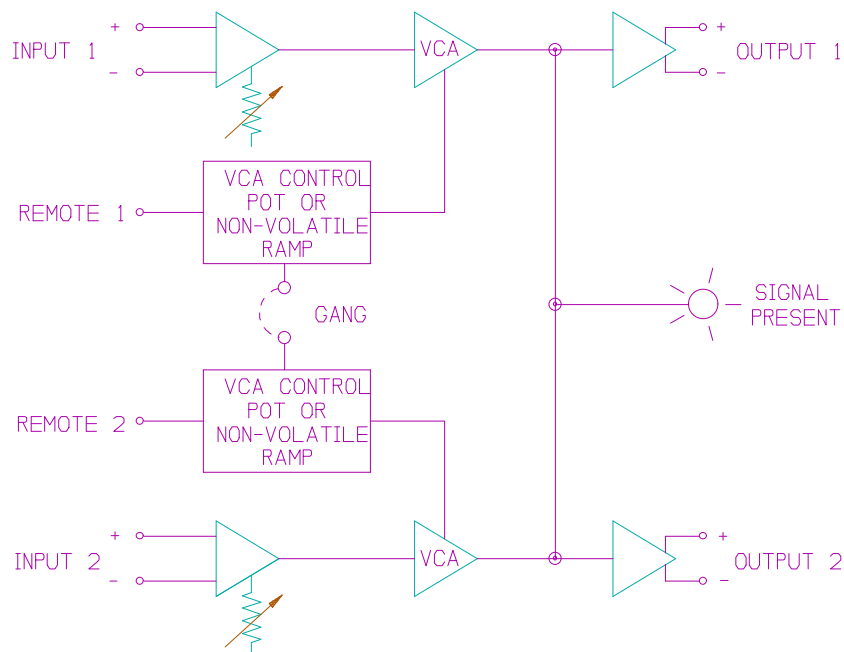 +
INPUT 1
-
VCA
+
OUTPUT 1
-
VCA CONTROL
POT OR
NON-VOLATILE
RAMP
REMOTE 1
GANG
SIGNAL
PRESENT
VCA CONTROL
POT OR
NON-VOLATILE
RAMP
REMOTE 2
+
INPUT 2
-
VCA
+
OUTPUT 2
-